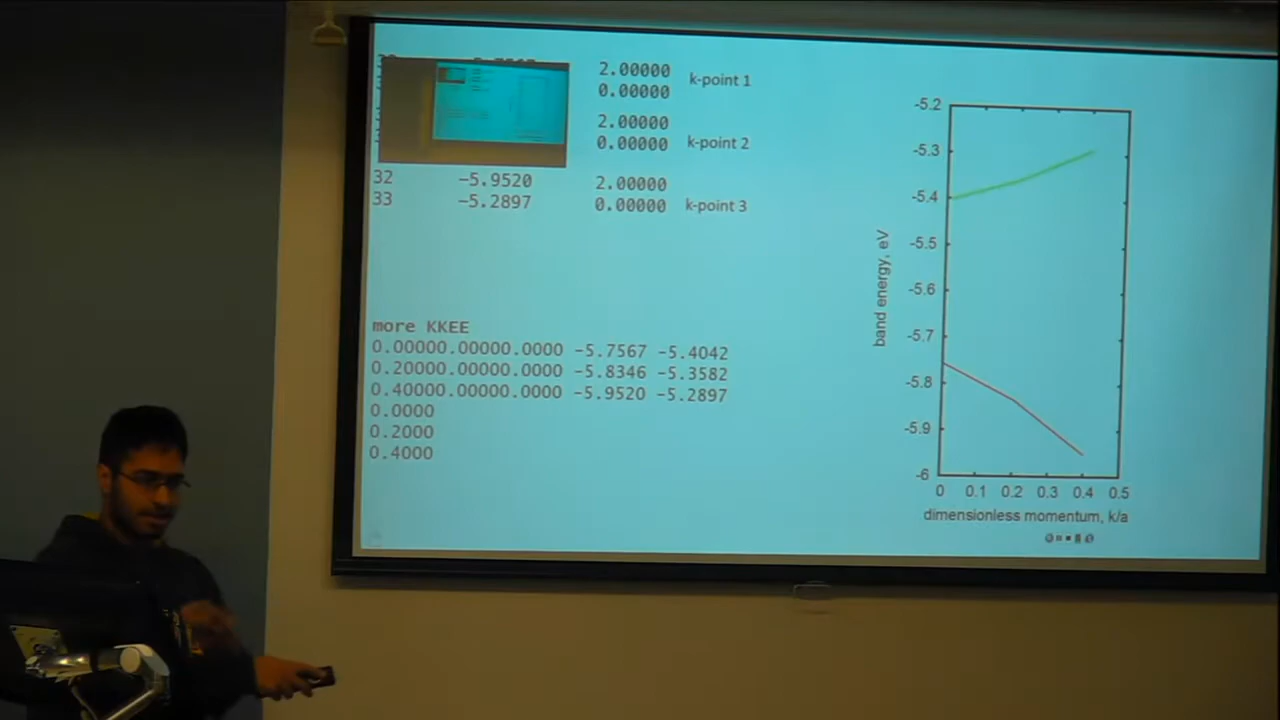 2.00000 k-point 1
0.00000
2.00000
0.00000 k-point 2
32 -5.9520 2.00000
33 -5.2897 0.00000 k-point 3
more KKEE
0.00000.00000.0000 -5.7567 -5.4042
0.20000.00000.0000 -5.8346 -5.3582
0.40000.00000.0000 -5.9520 -5.2897
0.0000
0.2000
0.4000
-5.2
-5.3
-5.4
-5.5
-5.6
-5.7
-5.8
-5.9
-6
band energy, eV
0 0.1 0.2 0.3 0.4 0.5
dimensionless momentum, k/a